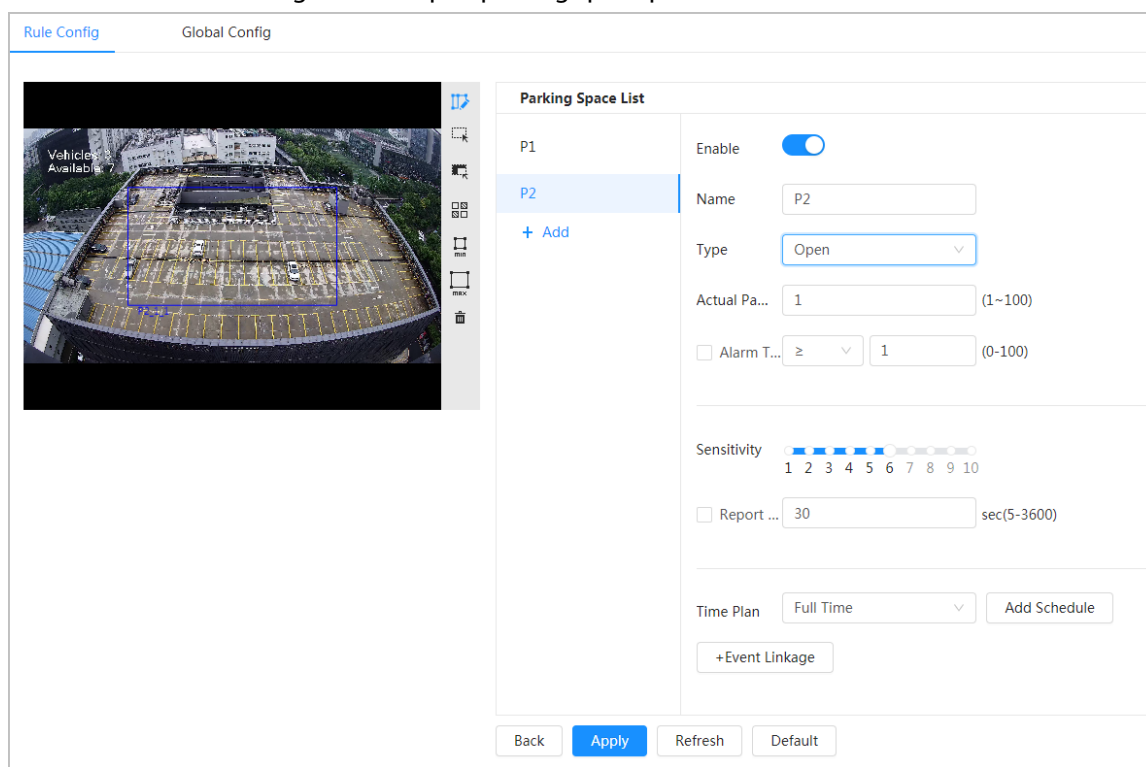 Rule Config Global Config
Vehicles: 3
Available: 7
P2_1_1
min
max
Parking Space List
P1
P2
+ Add
Enable
Name P2
Type Open
Actual Pa... 1 (1~100)
Alarm T... ≥ 1 (0-100)
Sensitivity
1 2 3 4 5 6 7 8 9 10
Report ... 30 sec(5-3600)
Time Plan Full Time Add Schedule
+Event Linkage
Back Apply Refresh Default